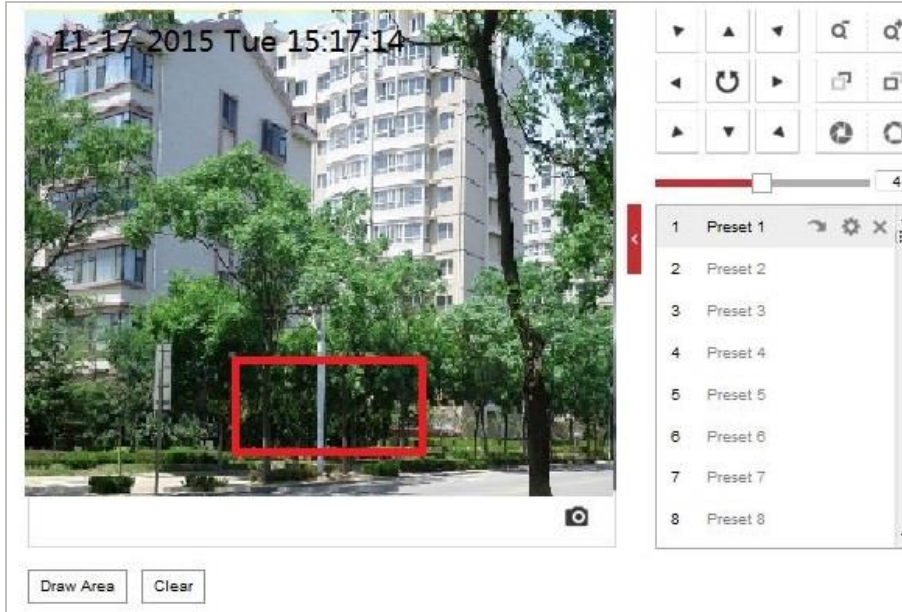 11-17-2015 Tue 15:17:14
4
1 Preset 1
2 Preset 2
3 Preset 3
4 Preset 4
5 Preset 5
6 Preset 6
7 Preset 7
8 Preset 8
Draw Area Clear